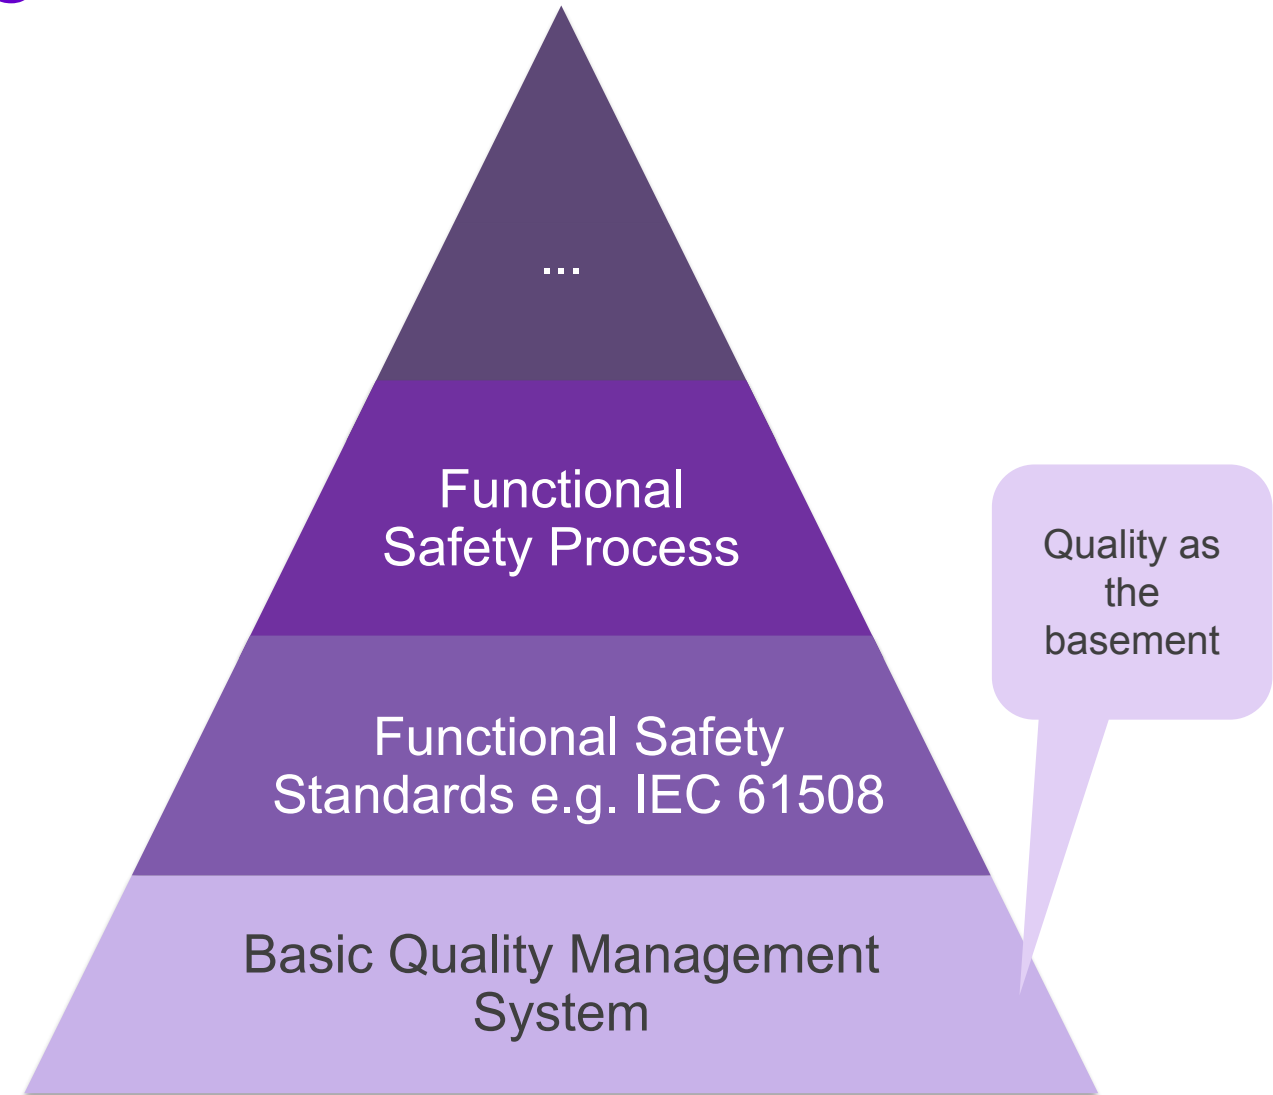 ...
Functional
Safety Process
Quality as
the
basement
Functional Safety
Standards e.g. IEC 61508
Basic Quality Management
System